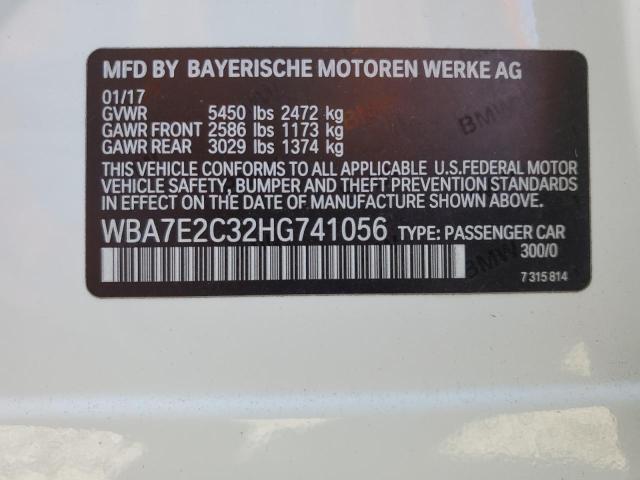 MFD BY BAYERISCHE MOTOREN WERKE AG
01/17
GVWR 5450 lbs 2472 kg
GAWR FRONT 2586 lbs 1173 kg
GAWR REAR 3029 lbs 1374 kg
THIS VEHICLE CONFORMS TO ALL APPLICABLE U.S.FEDERAL MOTOR
VEHICLE SAFETY, BUMPER AND THEFT PREVENTION STANDARDS
IN EFFECT ON THE DATE OF MANUFACTURE SHOWN ABOVE.
WBA7E2C32HG741056 TYPE: PASSENGER CAR
300/0
7 315 814
BMW
BMW